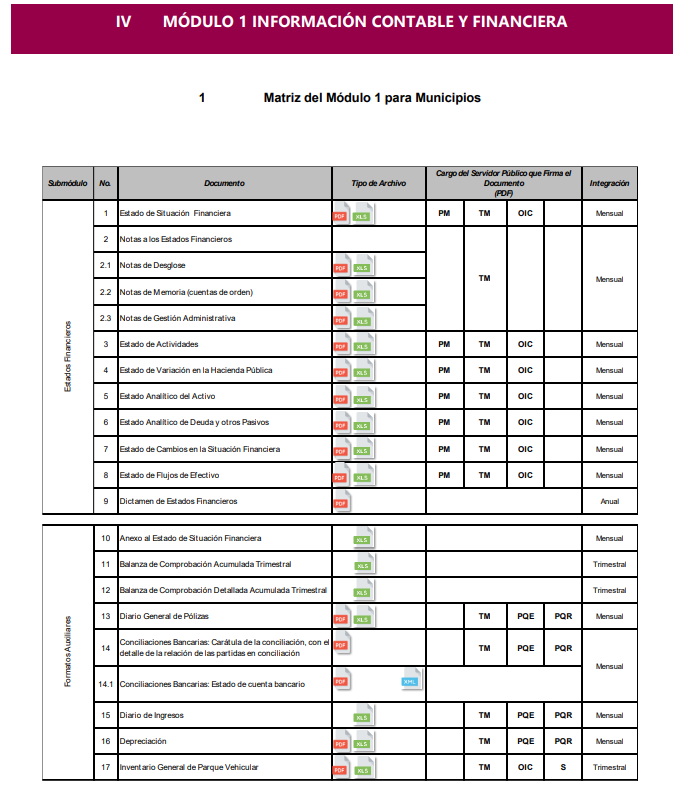 IV MÓDULO 1 INFORMACIÓN CONTABLE Y FINANCIERA
1 Matriz del Módulo 1 para Municipios
Submódulo No. Documento Tipo de Archivo Cargo del Servidor Público que Firma el Documento (PDF) Integración
Estados Financieros
1 Estado de Situación Financiera PDF XLS PM TM OIC Mensual
2 Notas a los Estados Financieros
2.1 Notas de Desglose PDF XLS
TM Mensual
2.2 Notas de Memoria (cuentas de orden) PDF XLS
2.3 Notas de Gestión Administrativa PDF XLS
3 Estado de Actividades PDF XLS PM TM OIC Mensual
4 Estado de Variación en la Hacienda Pública PDF XLS PM TM OIC Mensual
5 Estado Analítico del Activo PDF XLS PM TM OIC Mensual
6 Estado Analítico de Deuda y otros Pasivos PDF XLS PM TM OIC Mensual
7 Estado de Cambios en la Situación Financiera PDF XLS PM TM OIC Mensual
8 Estado de Flujos de Efectivo PDF XLS PM TM OIC Mensual
9 Dictamen de Estados Financieros PDF Anual
Formatos Auxiliares
10 Anexo al Estado de Situación Financiera XLS Mensual
11 Balanza de Comprobación Acumulada Trimestral XLS Trimestral
12 Balanza de Comprobación Detallada Acumulada Trimestral XLS Trimestral
13 Diario General de Pólizas PDF XLS TM PQE PQR Mensual
14 Conciliaciones Bancarias: Carátula de la conciliación, con el
detalle de la relación de las partidas en conciliación PDF TM PQE PQR
Mensual
14.1 Conciliaciones Bancarias: Estado de cuenta bancario PDF XML
15 Diario de Ingresos XLS TM PQE PQR Mensual
16 Depreciación PDF XLS TM PQE PQR Mensual
17 Inventario General de Parque Vehicular PDF XLS TM OIC S Trimestral